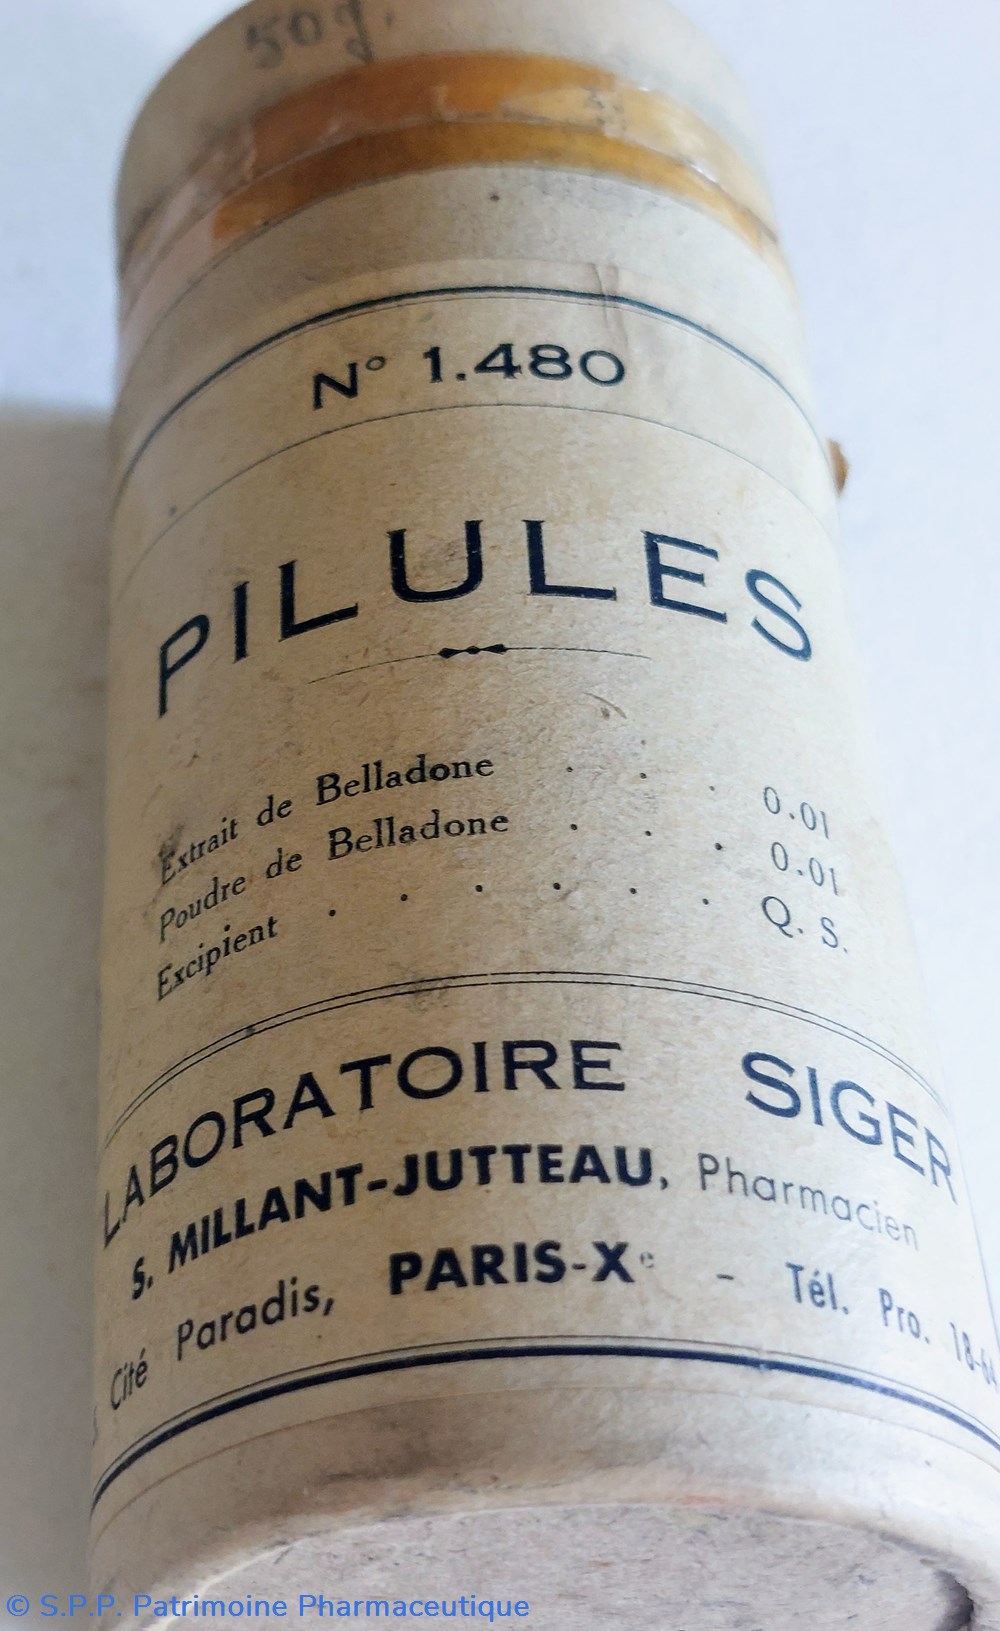 50g.
N° 1.480
PILULES
Extrait de Belladone . . . 0.01
Poudre de Belladone . . . 0.01
Excipient . . . . . . Q. S.
LABORATOIRE SIGER
S. MILLANT-JUTTEAU, Pharmacien
Cité Paradis, PARIS-Xe - Tél. Pro.
© S.P.P. Patrimoine Pharmaceutique